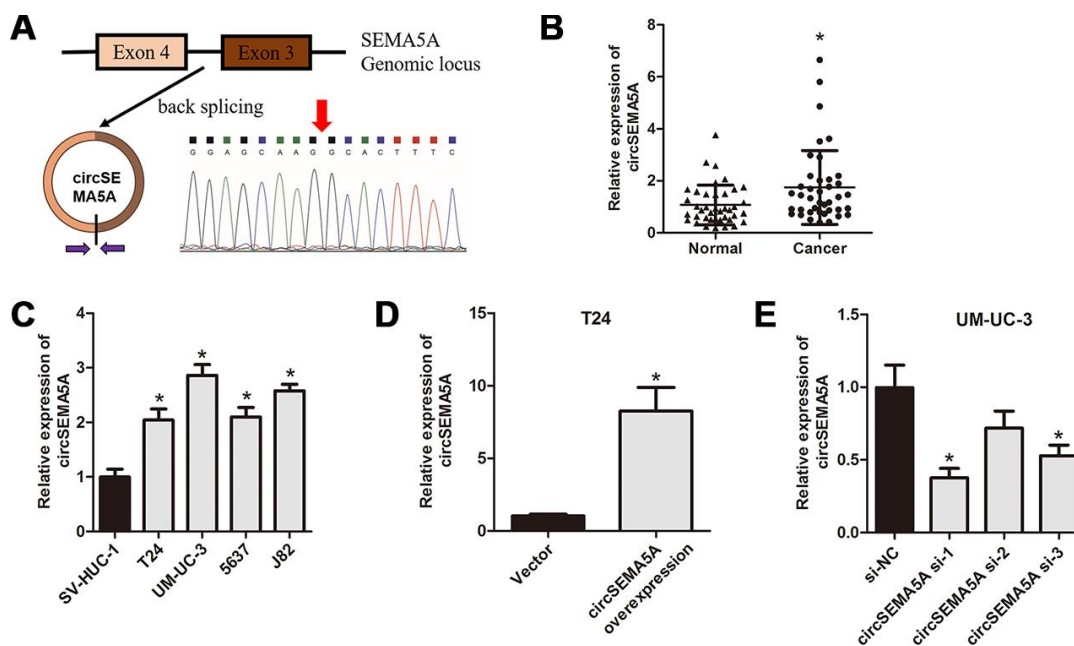 A
Exon 4
Exon 3
SEMA5A
Genomic locus
back splicing
circSE
MA5A
G G A G C A A G G C A C T T T C
B
Relative expression of
circSEMA5A
8
6
4
2
0
*
Normal
Cancer
C
Relative expression of
circSEMA5A
4
3
2
1
0
*
*
*
*
SV-HUC-1
T24
UM-UC-3
5637
J82
D
T24
Relative expression of
circSEMA5A
15
10
5
0
*
Vector
circSEMA5A
overexpression
E
UM-UC-3
Relative expression of
circSEMA5A
1.5
1.0
0.5
0.0
*
*
si-NC
circSEMA5A si-1
circSEMA5A si-2
circSEMA5A si-3